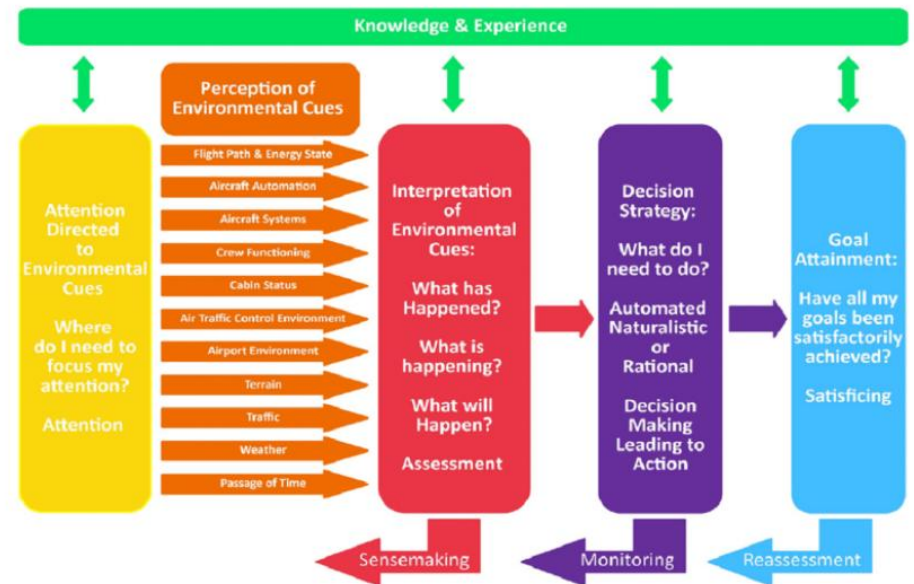 Knowledge & Experience
Attention
Directed
to
Environmental
Cues
Where
do I need to
focus my
attention?
Attention
Perception of
Environmental Cues
Flight Path & Energy State
Aircraft Automation
Aircraft Systems
Crew Functioning
Cabin Status
Air Traffic Control Environment
Airport Environment
Terrain
Traffic
Weather
Passage of Time
Interpretation
of
Environmental
Cues:
What has
Happened?
What is
happening?
What will
Happen?
Assessment
Decision
Strategy:
What do I
need to do?
Automated
Naturalistic
or
Rational
Decision
Making
Leading to
Action
Goal
Attainment:
Have all my
goals been
satisfactorily
achieved?
Satisficing
Sensemaking
Monitoring
Reassessment